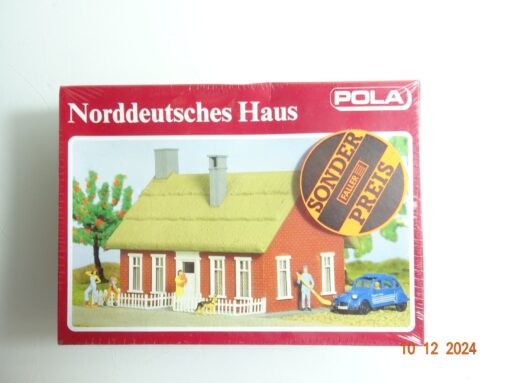 Norddeutsches Haus
POLA
SONDER
FALLER
PREIS
10 12 2024